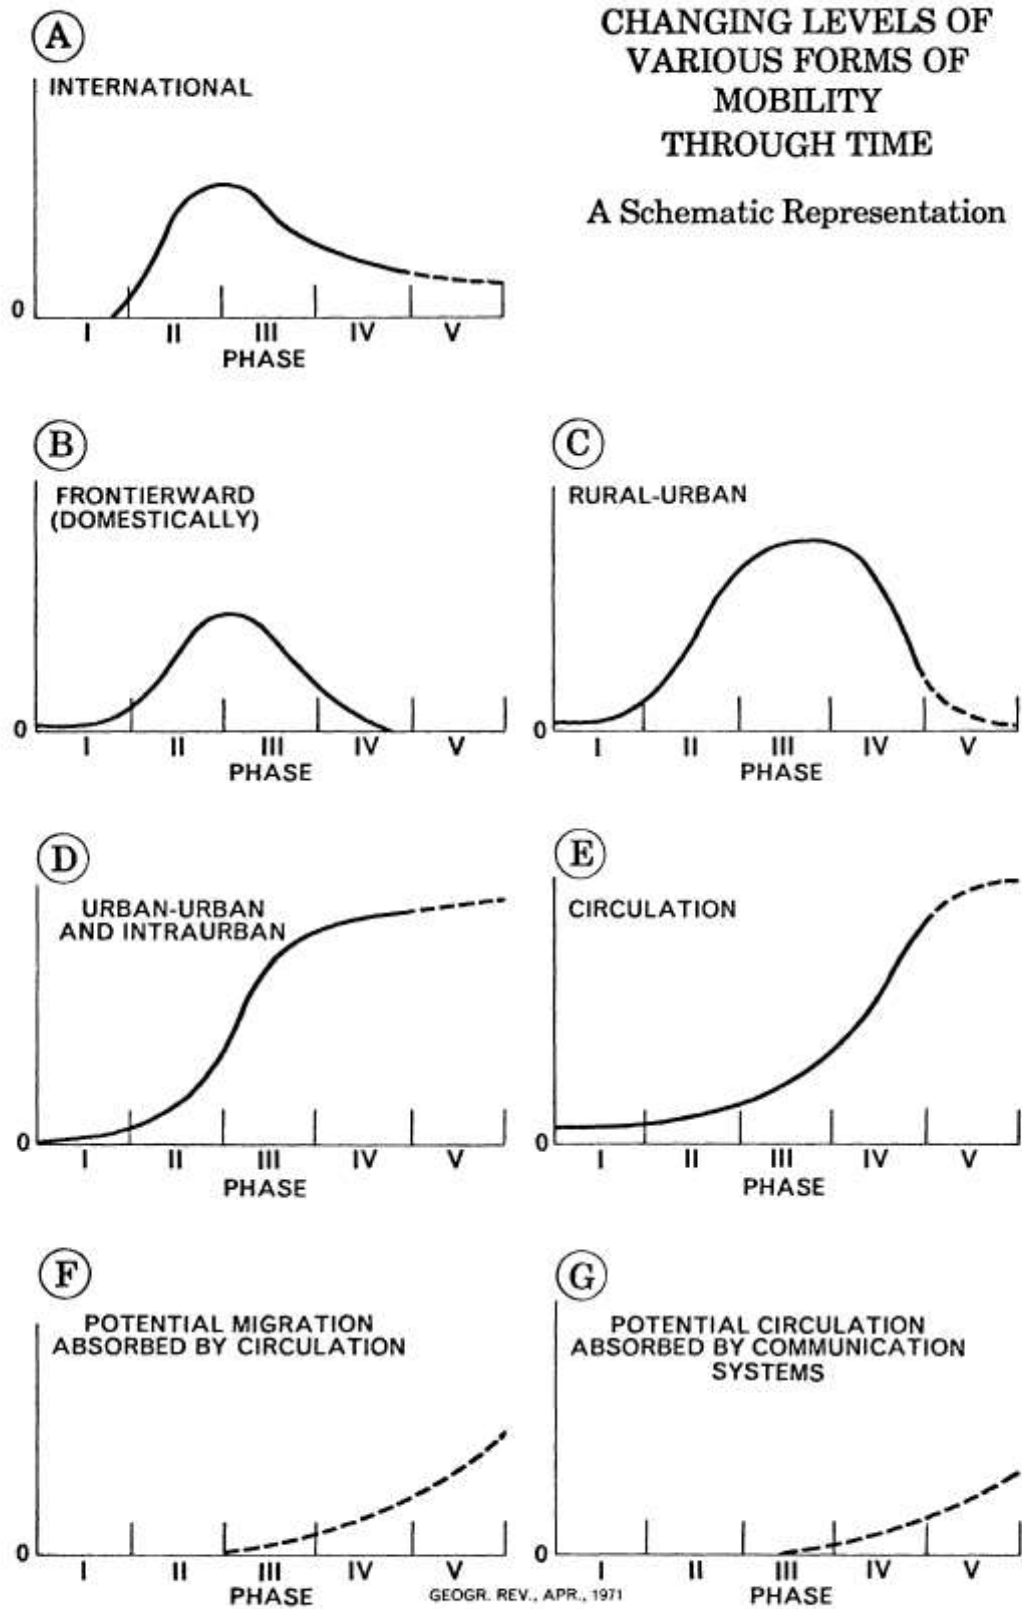 CHANGING LEVELS OF
VARIOUS FORMS OF
MOBILITY
THROUGH TIME
A Schematic Representation
A
INTERNATIONAL
0
I II III IV V
PHASE
B
FRONTIERWARD
(DOMESTICALLY)
0
I II III IV V
PHASE
C
RURAL-URBAN
0
I II III IV V
PHASE
D
URBAN-URBAN
AND INTRAURBAN
0
I II III IV V
PHASE
E
CIRCULATION
0
I II III IV V
PHASE
F
POTENTIAL MIGRATION
ABSORBED BY CIRCULATION
0
I II III IV V
PHASE
G
POTENTIAL CIRCULATION
ABSORBED BY COMMUNICATION
SYSTEMS
0
I II III IV V
PHASE
GEOGR. REV., APR., 1971